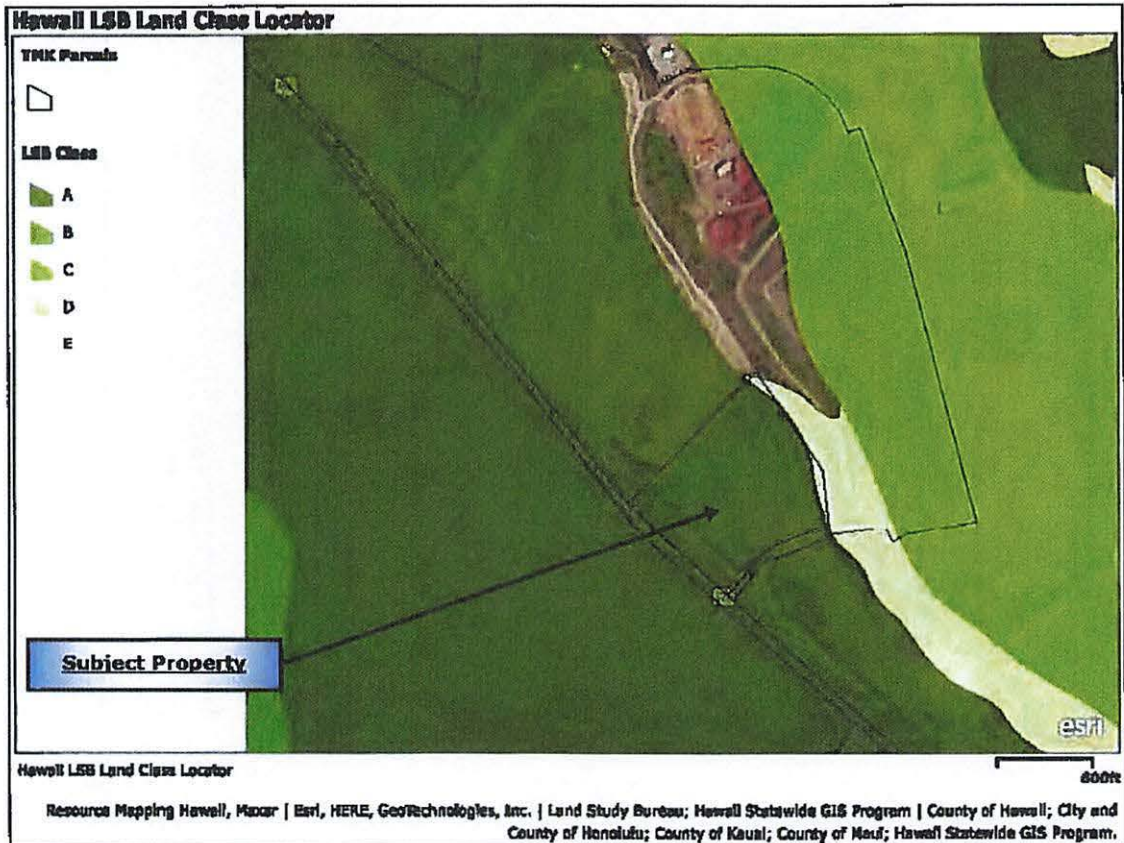 Hawaii LSB Land Class Locator
TMK Parcels
LSB Class
A
B
C
D
E
Subject Property
esri
Hawaii LSB Land Class Locator
600ft
Resource Mapping Hawaii, Maxar | Esri, HERE, GeoTechnologies, Inc. | Land Study Bureau; Hawaii Statewide GIS Program | County of Hawaii; City and
County of Honolulu; County of Kauai; County of Maui; Hawaii Statewide GIS Program.